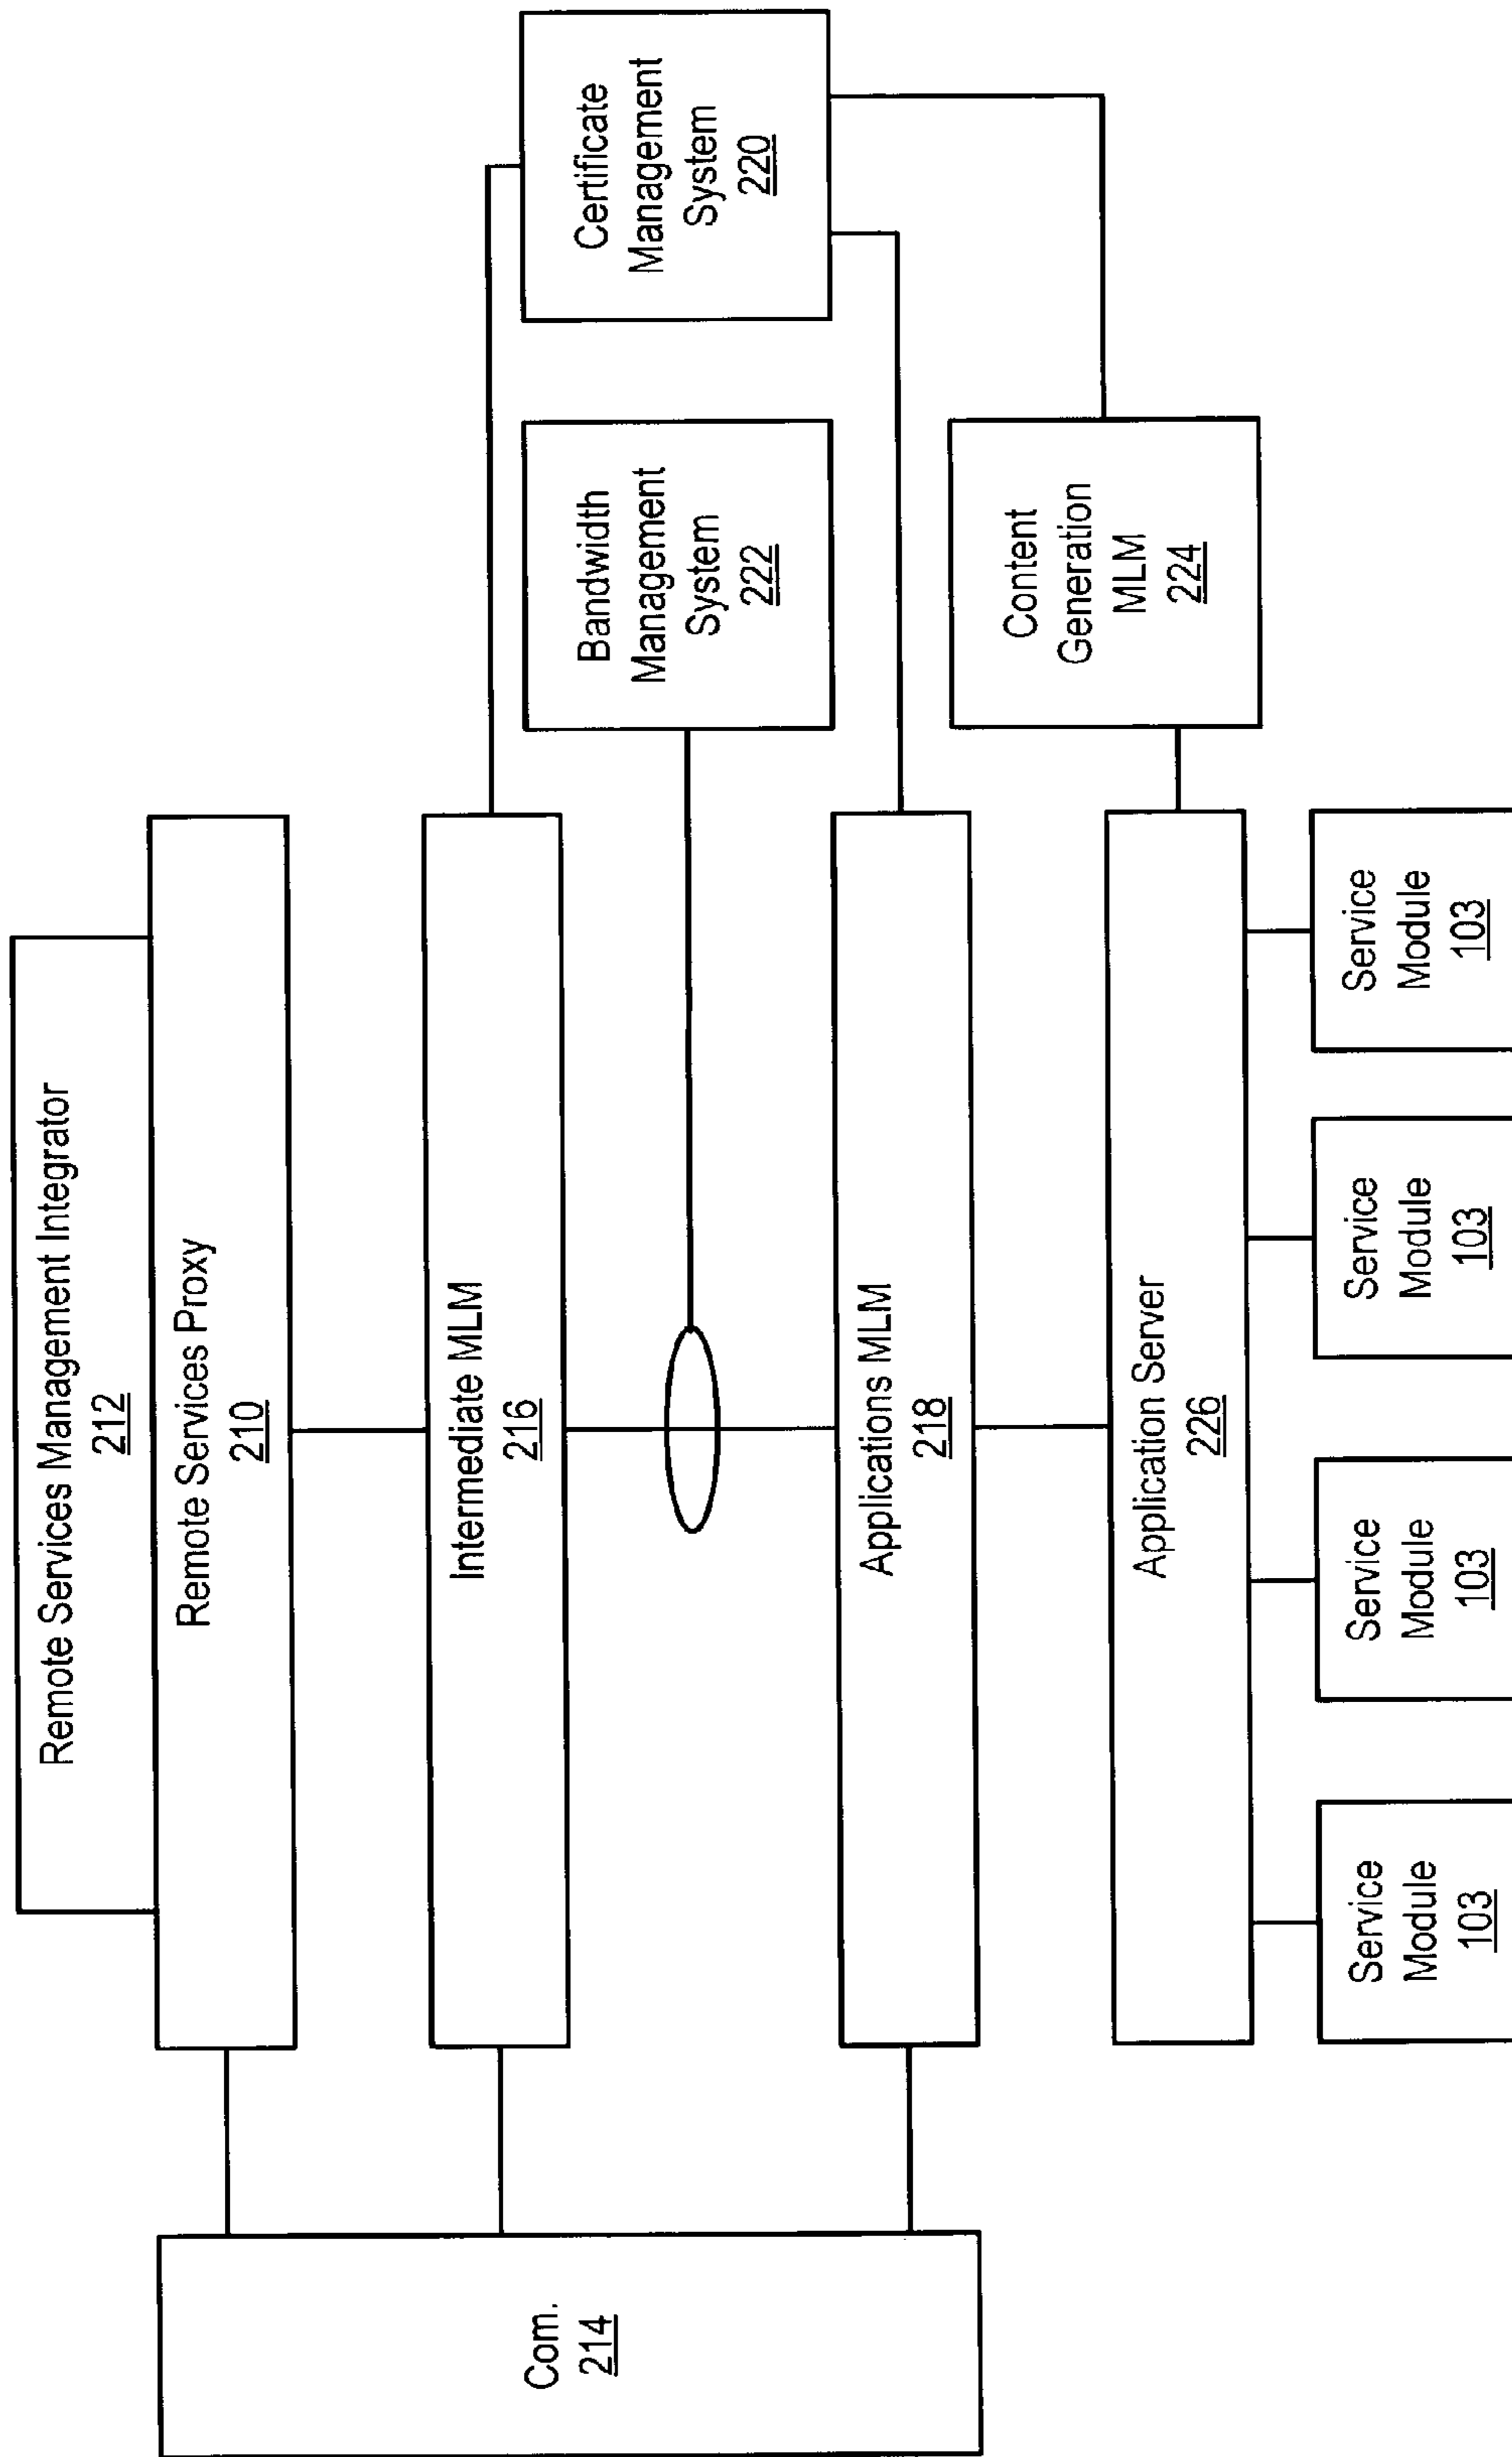 Remote Services Management Integrator
212
Remote Services Proxy
210
Com.
214
Intermediate MLM
216
Certificate
Management
System
220
Bandwidth
Management
System
222
Applications MLM
218
Content
Generation
MLM
224
Application Server
226
Service
Module
103
Service
Module
103
Service
Module
103
Service
Module
103